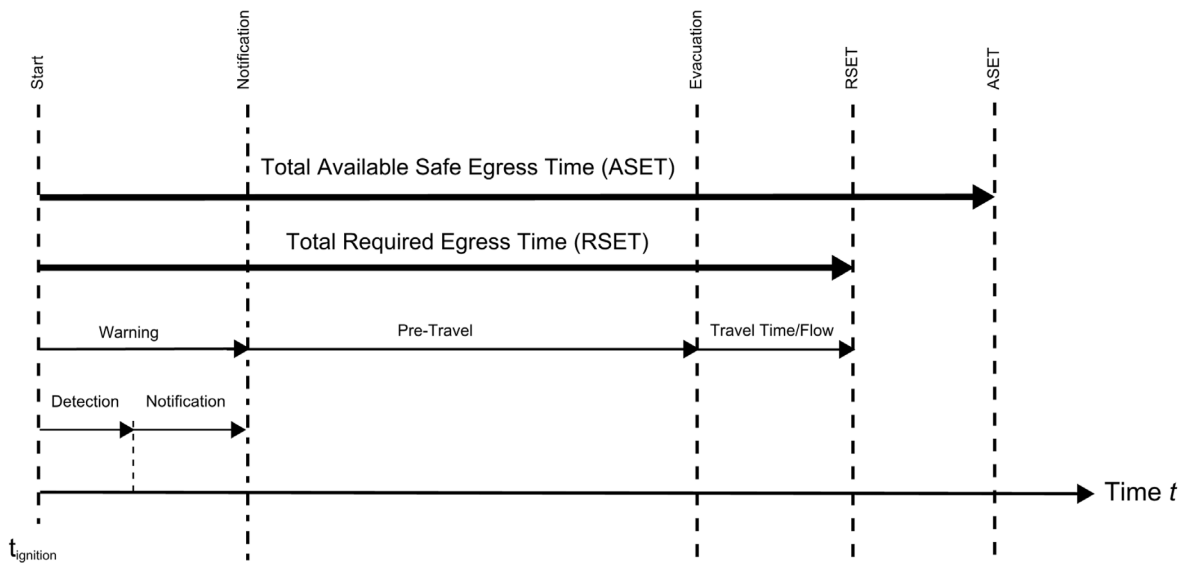 Start
Notification
Evacuation
RSET
ASET
Total Available Safe Egress Time (ASET)
Total Required Egress Time (RSET)
Warning
Pre-Travel
Travel Time/Flow
Detection
Notification
Time t
tignition